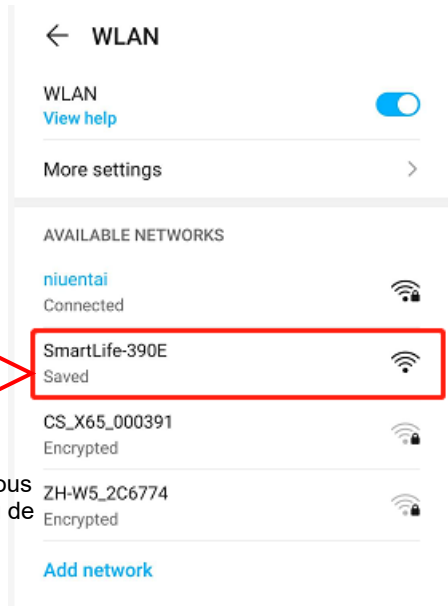 WLAN
WLAN
View help
More settings
AVAILABLE NETWORKS
niuentai
Connected
SmartLife-390E
Saved
CS_X65_000391
Encrypted
ous
ZH-W5_2C6774
de
Encrypted
Add network